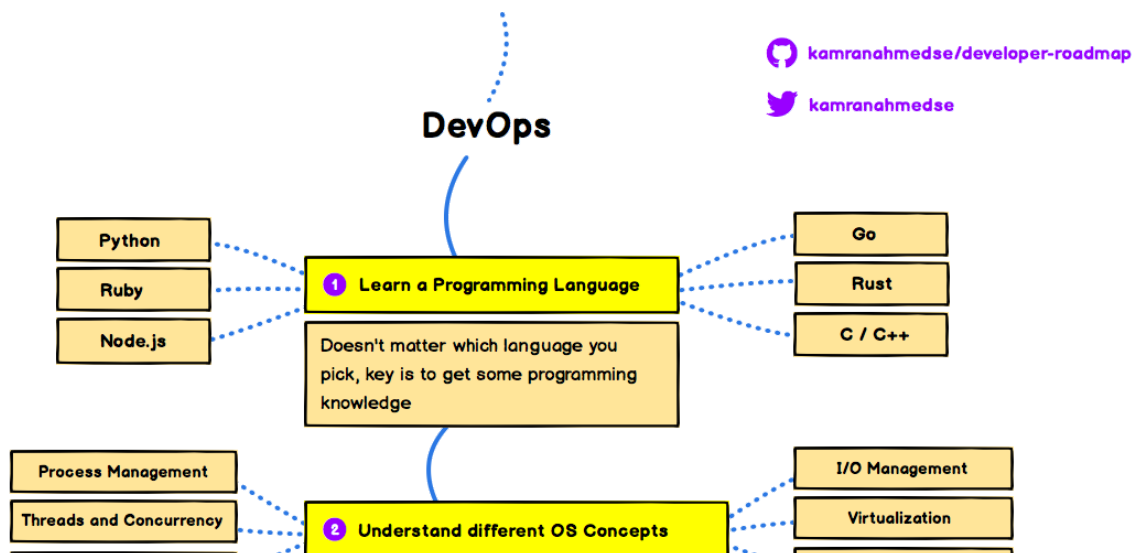 kamranahmedse/developer-roadmap
kamranahmedse
DevOps
Python
Ruby
Node.js
1 Learn a Programming Language
Doesn't matter which language you
pick, key is to get some programming
knowledge
Go
Rust
C / C++
Process Management
Threads and Concurrency
2 Understand different OS Concepts
I/O Management
Virtualization